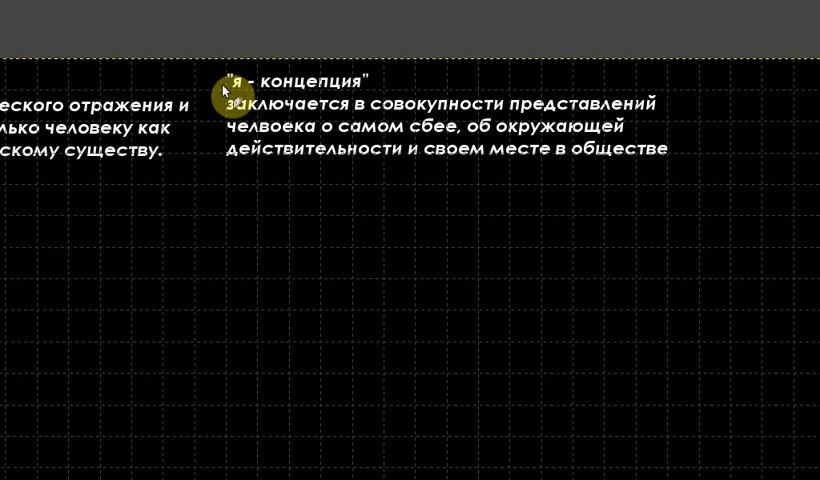 "я - концепция"
заключается в совокупности представлений
челвоека о самом сбее, об окружающей
действительности и своем месте в обществе
еского отражения и
лько человеку как
скому существу.